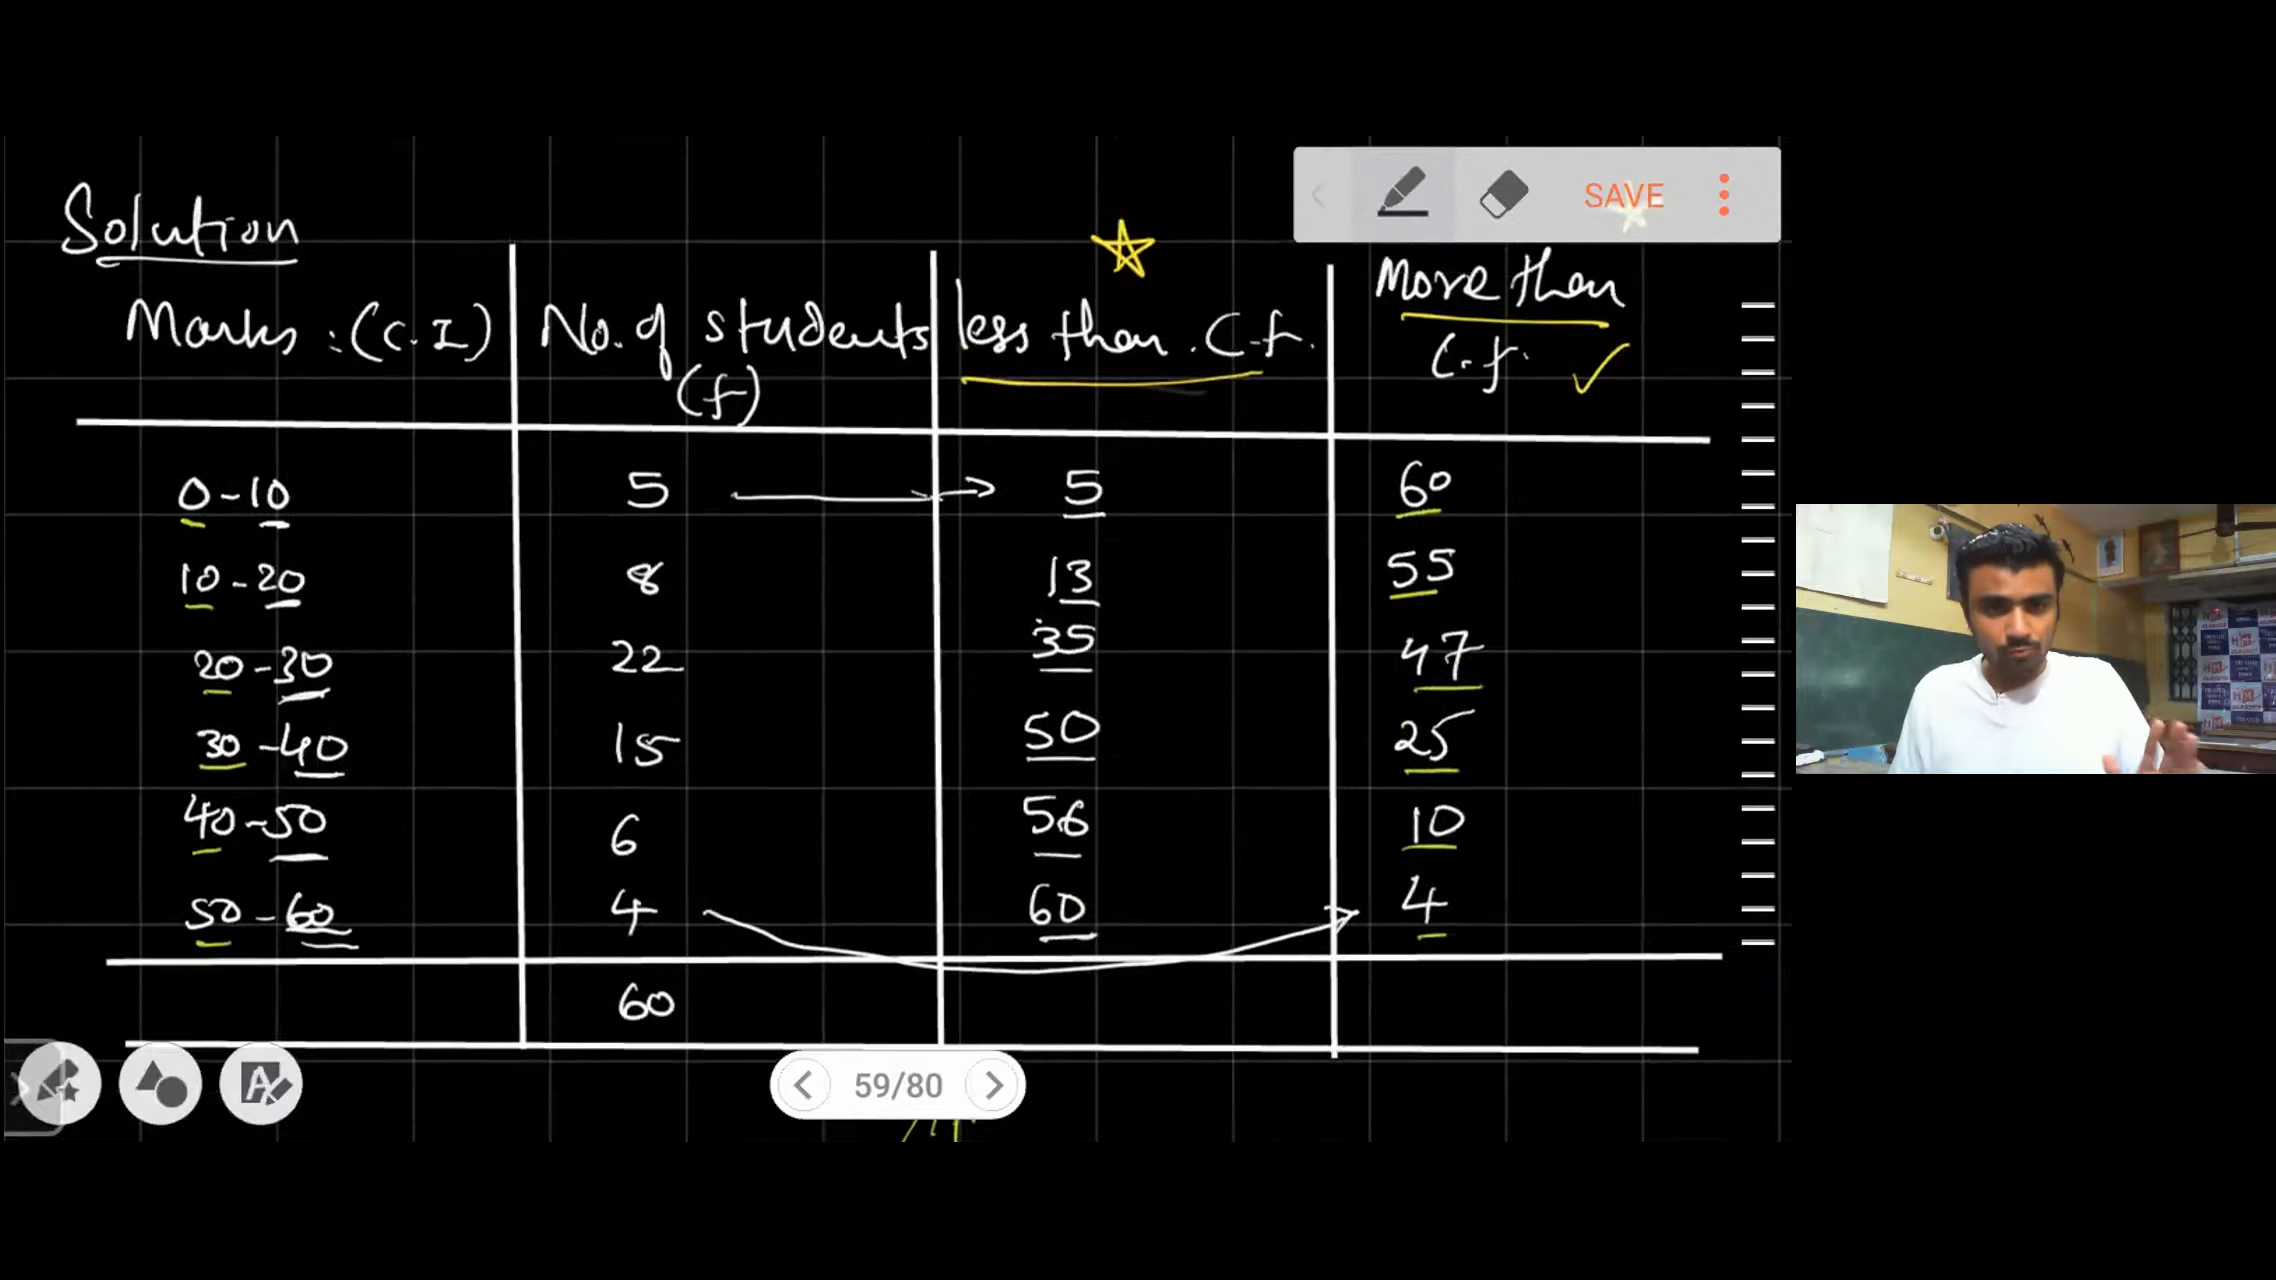 SAVE
Solution
Marks : (C.I) No. of students (f) less than . C.f. More than C.f.
0-10 5 5 60
10-20 8 13 55
20-30 22 35 47
30-40 15 50 25
40-50 6 56 10
50-60 4 60 4
60
59/80